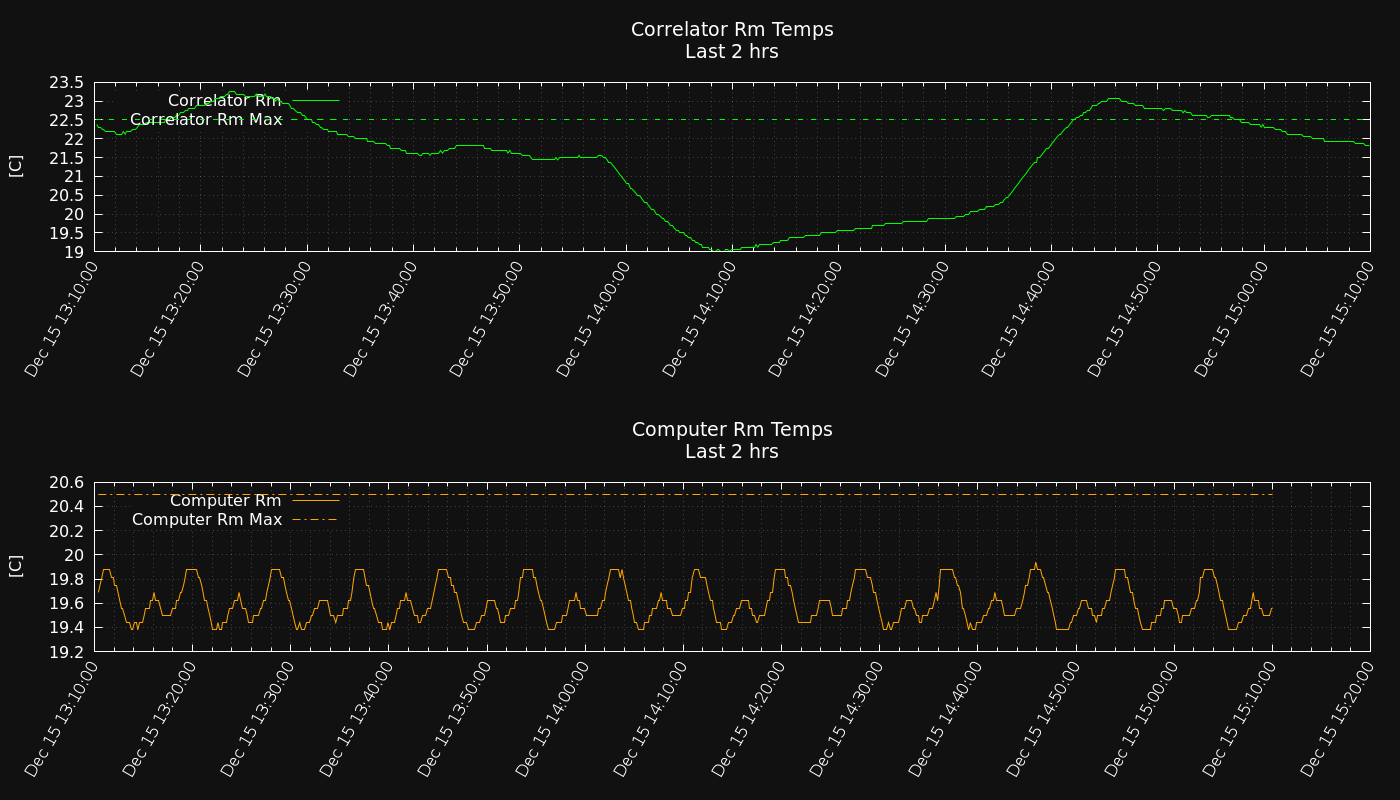 Correlator Rm Temps
Last 2 hrs
23.5
23
22.5
22
21.5
21
20.5
20
19.5
19
[C]
Correlator Rm
Correlator Rm Max
Dec 15 13:10:00
Dec 15 13:20:00
Dec 15 13:30:00
Dec 15 13:40:00
Dec 15 13:50:00
Dec 15 14:00:00
Dec 15 14:10:00
Dec 15 14:20:00
Dec 15 14:30:00
Dec 15 14:40:00
Dec 15 14:50:00
Dec 15 15:00:00
Dec 15 15:10:00
Computer Rm Temps
Last 2 hrs
20.6
20.4
20.2
20
19.8
19.6
19.4
19.2
[C]
Computer Rm
Computer Rm Max
Dec 15 13:10:00
Dec 15 13:20:00
Dec 15 13:30:00
Dec 15 13:40:00
Dec 15 13:50:00
Dec 15 14:00:00
Dec 15 14:10:00
Dec 15 14:20:00
Dec 15 14:30:00
Dec 15 14:40:00
Dec 15 14:50:00
Dec 15 15:00:00
Dec 15 15:10:00
Dec 15 15:20:00